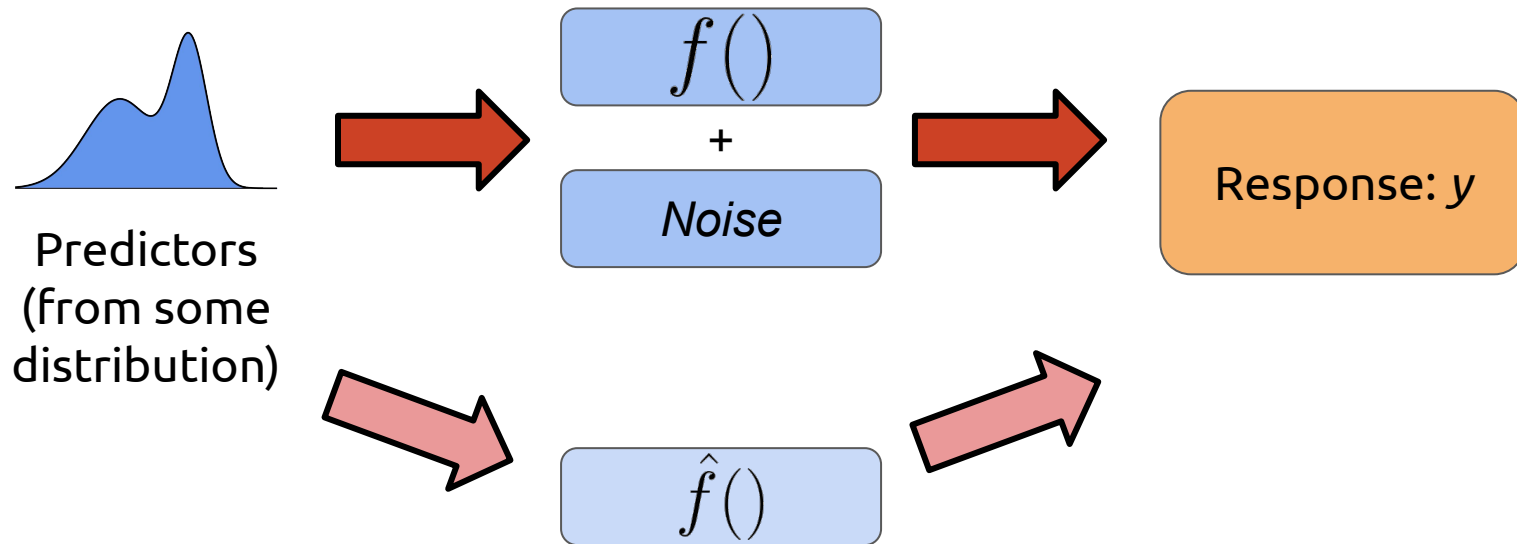 f()
+
Noise
Response: y
Predictors
(from some
distribution)
f̂()